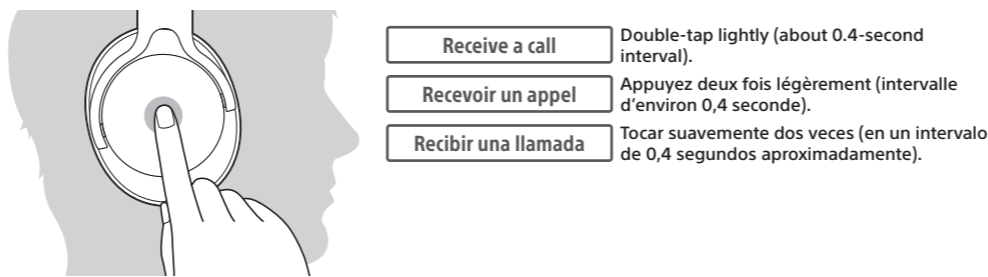 Receive a call
Double-tap lightly (about 0.4-second
interval).
Recevoir un appel
Appuyez deux fois légèrement (intervalle
d’environ 0,4 seconde).
Recibir una llamada
Tocar suavemente dos veces (en un intervalo
de 0,4 segundos aproximadamente).